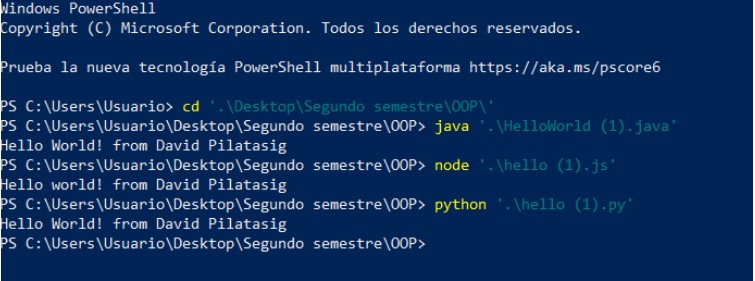 Windows PowerShell
Copyright (C) Microsoft Corporation. Todos los derechos reservados.
Prueba la nueva tecnología PowerShell multiplataforma https://aka.ms/pscore6
PS C:\Users\Usuario> cd '.\Desktop\Segundo semestre\OOP\'
PS C:\Users\Usuario\Desktop\Segundo semestre\OOP> java '.\HelloWorld (1).java'
Hello World! from David Pilatasig
PS C:\Users\Usuario\Desktop\Segundo semestre\OOP> node '.\hello (1).js'
Hello world! from David Pilatasig
PS C:\Users\Usuario\Desktop\Segundo semestre\OOP> python '.\hello (1).py'
Hello World! from David Pilatasig
PS C:\Users\Usuario\Desktop\Segundo semestre\OOP>